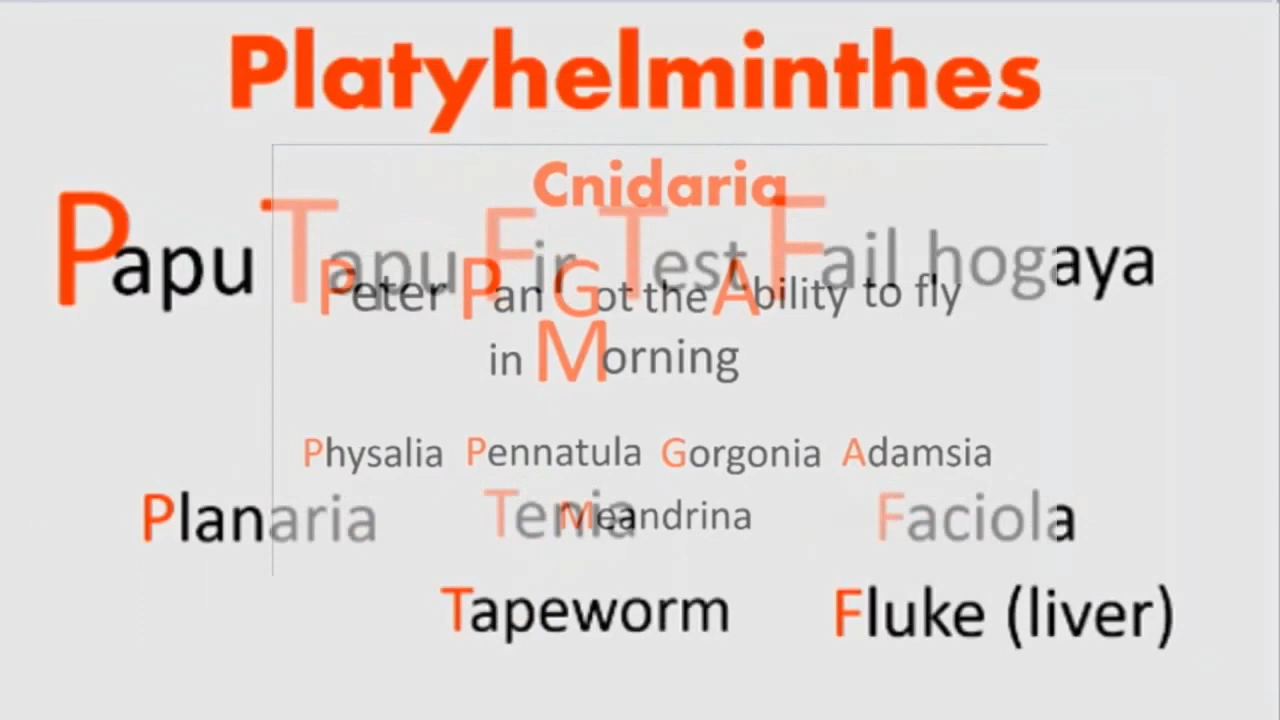 Platyhelminthes
Cnidaria
Papu Tapu Fir Test Fail hogaya
Peter Pan Got the Ability to fly
in Morning
Physalia Pennatula Gorgonia Adamsia
Planaria Tenia Faciola
Meandrina
Tapeworm Fluke (liver)